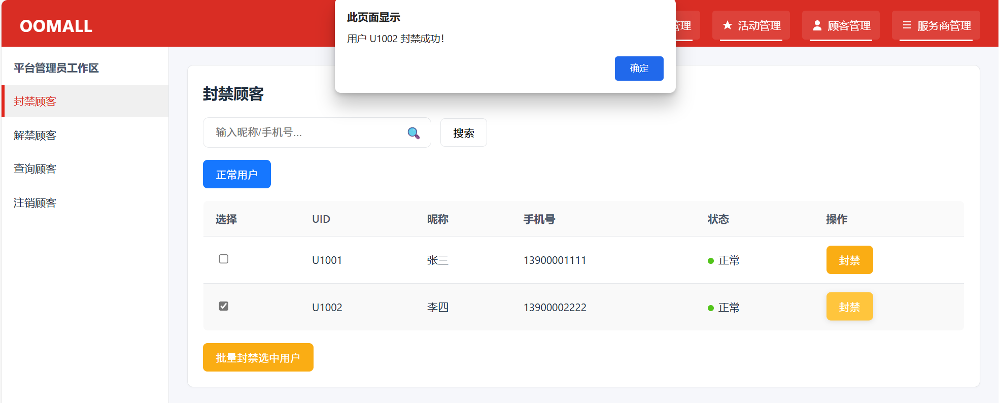 OOMALL
此页面显示
用户 U1002 封禁成功！
确定
管理
活动管理
顾客管理
服务商管理
平台管理员工作区
封禁顾客
解禁顾客
查询顾客
注销顾客
封禁顾客
输入昵称/手机号...
搜索
正常用户
选择 UID 昵称 手机号 状态 操作
U1001 张三 13900001111 正常 封禁
U1002 李四 13900002222 正常 封禁
批量封禁选中用户